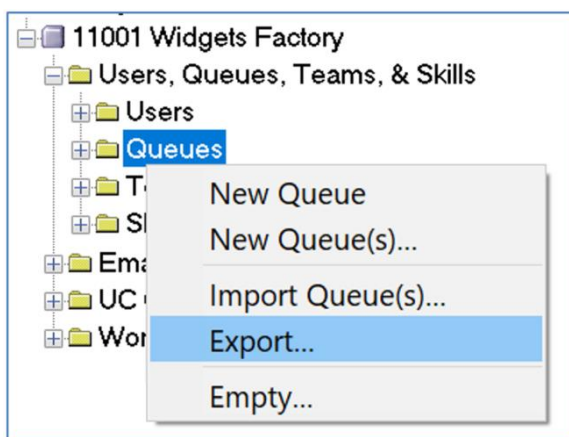 11001 Widgets Factory
Users, Queues, Teams, & Skills
Users
Queues
New Queue
New Queue(s)...
Import Queue(s)...
Export...
Empty...